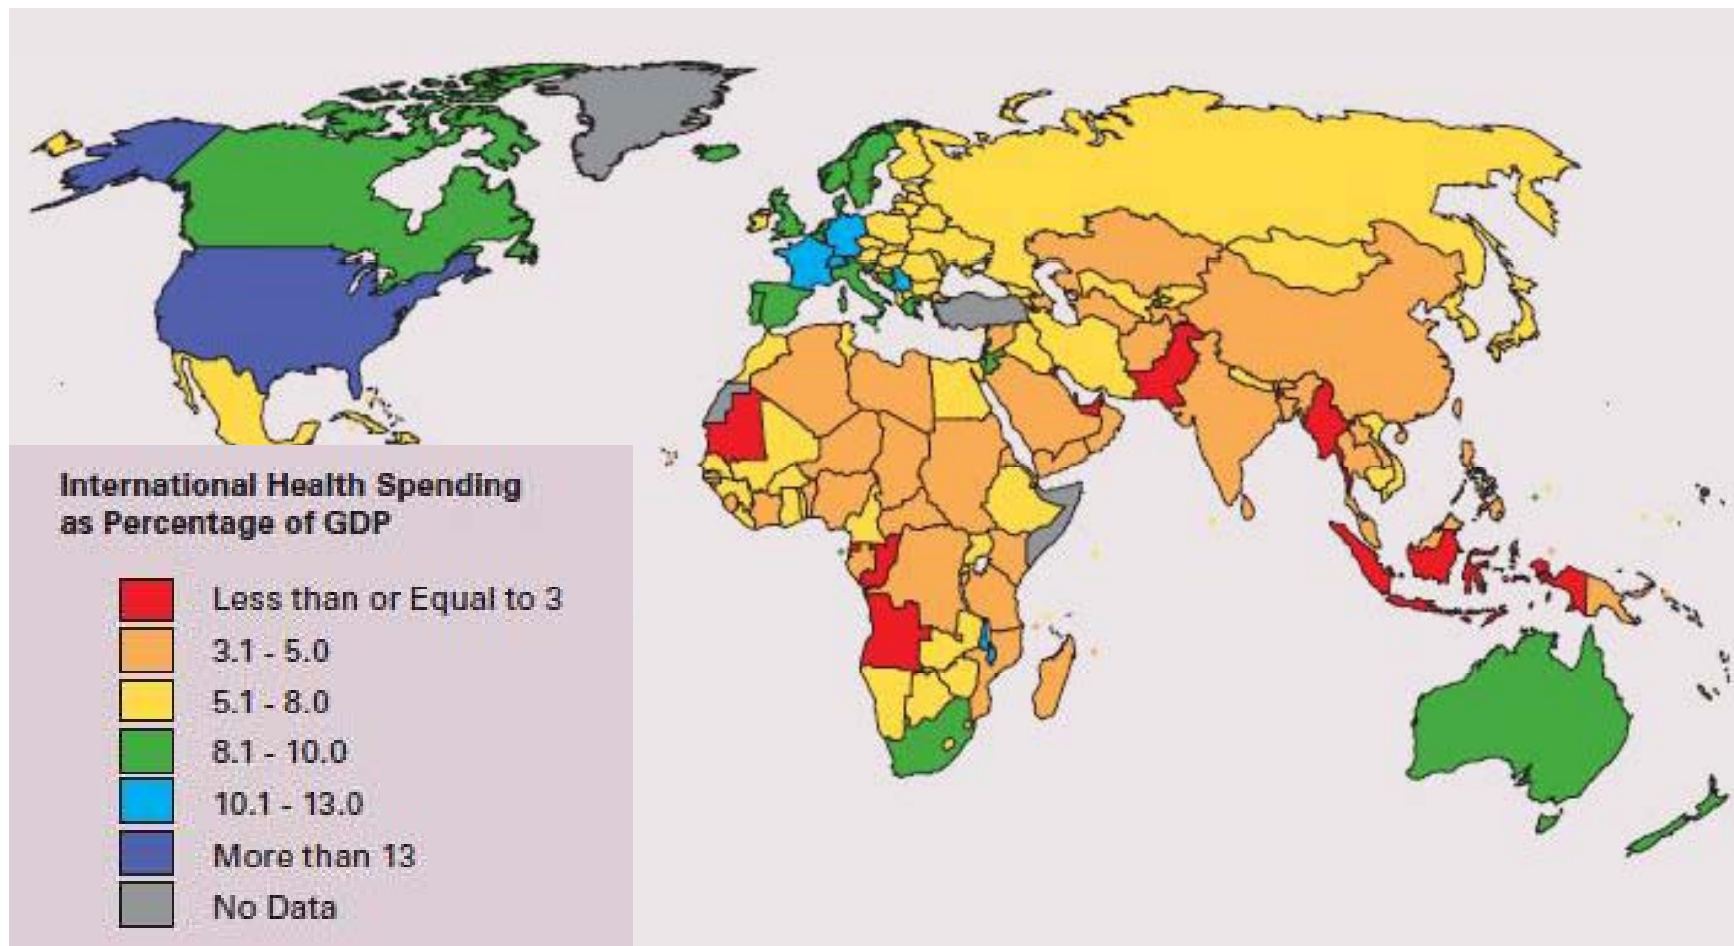 International Health Spending
as Percentage of GDP
Less than or Equal to 3
3.1 - 5.0
5.1 - 8.0
8.1 - 10.0
10.1 - 13.0
More than 13
No Data